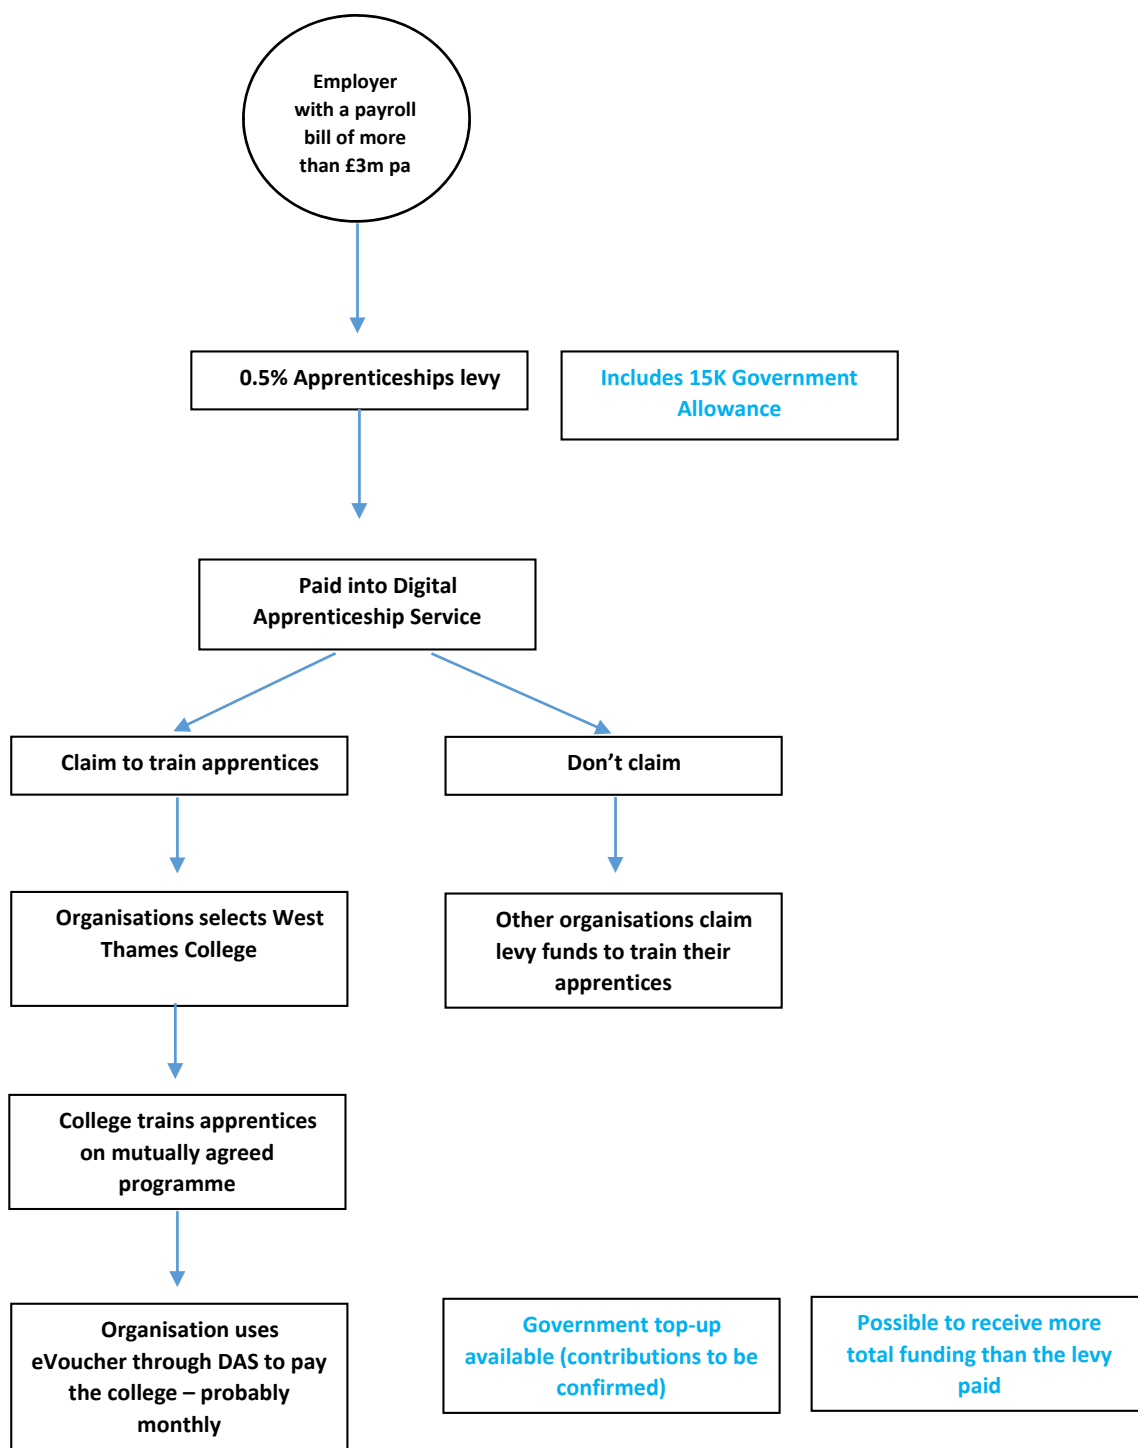 Employer
with a payroll
bill of more
than £3m pa
0.5% Apprenticeships levy
Includes 15K Government
Allowance
Paid into Digital
Apprenticeship Service
Claim to train apprentices
Don’t claim
Organisations selects West
Thames College
Other organisations claim
levy funds to train their
apprentices
College trains apprentices
on mutually agreed
programme
Organisation uses
eVoucher through DAS to pay
the college – probably
monthly
Government top-up
available (contributions to be
confirmed)
Possible to receive more
total funding than the levy
paid